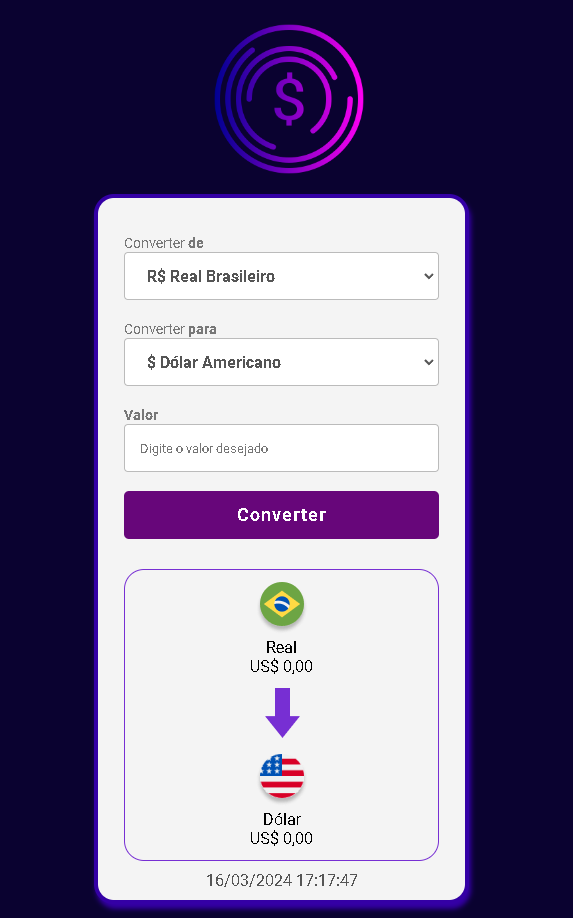 $
Converter de
R$ Real Brasileiro
Converter para
$ Dólar Americano
Valor
Digite o valor desejado
Converter
Real
US$ 0,00
Dólar
US$ 0,00
16/03/2024 17:17:47